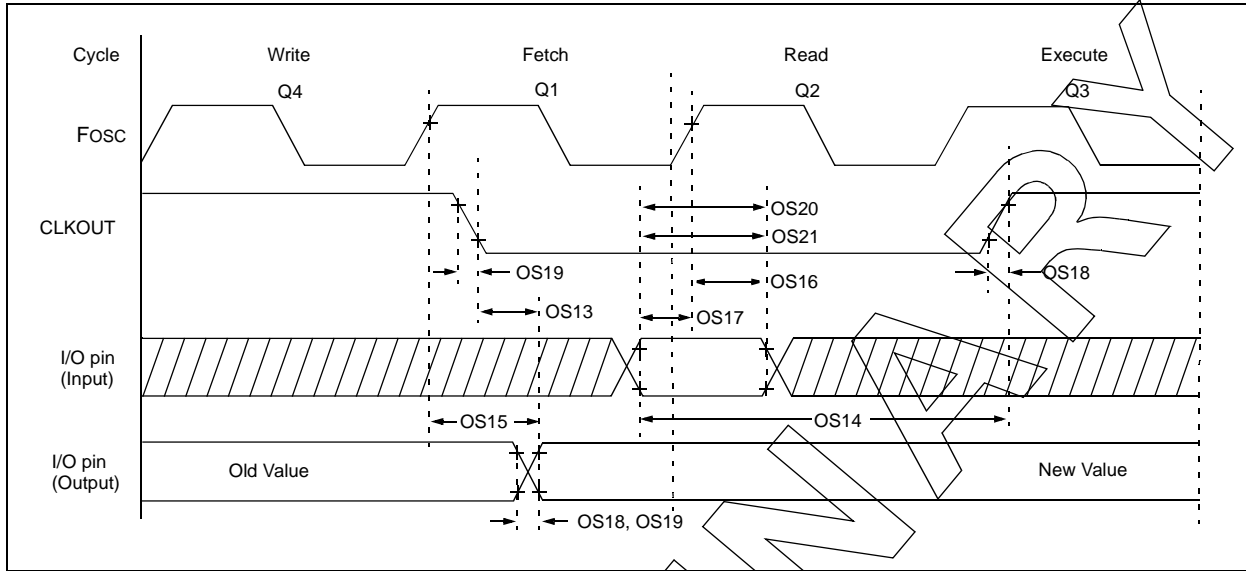 Cycle Write Fetch Read Execute
Q4 Q1 Q2 Q3
FOSC
CLKOUT
OS20
OS21
OS19 OS16 OS18
OS13 OS17
I/O pin
(Input)
OS15 OS14
I/O pin
(Output)
Old Value New Value
OS18, OS19